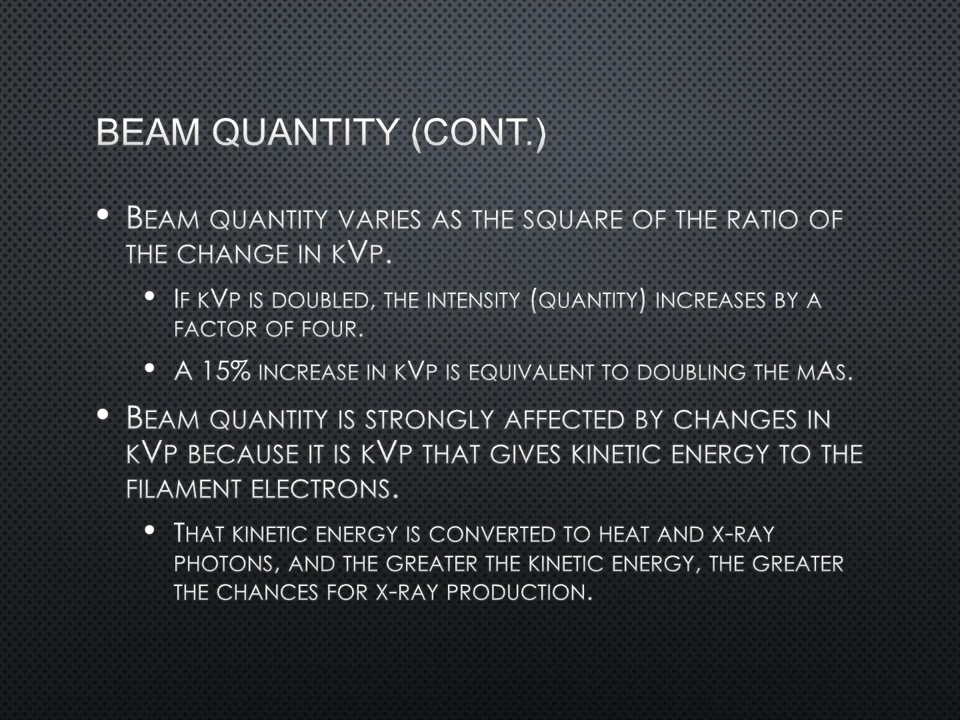 BEAM QUANTITY (CONT.)
• BEAM QUANTITY VARIES AS THE SQUARE OF THE RATIO OF
THE CHANGE IN KVP.
• IF KVP IS DOUBLED, THE INTENSITY (QUANTITY) INCREASES BY A
FACTOR OF FOUR.
• A 15% INCREASE IN KVP IS EQUIVALENT TO DOUBLING THE MAS.
• BEAM QUANTITY IS STRONGLY AFFECTED BY CHANGES IN
KVP BECAUSE IT IS KVP THAT GIVES KINETIC ENERGY TO THE
FILAMENT ELECTRONS.
• THAT KINETIC ENERGY IS CONVERTED TO HEAT AND X-RAY
PHOTONS, AND THE GREATER THE KINETIC ENERGY, THE GREATER
THE CHANCES FOR X-RAY PRODUCTION.